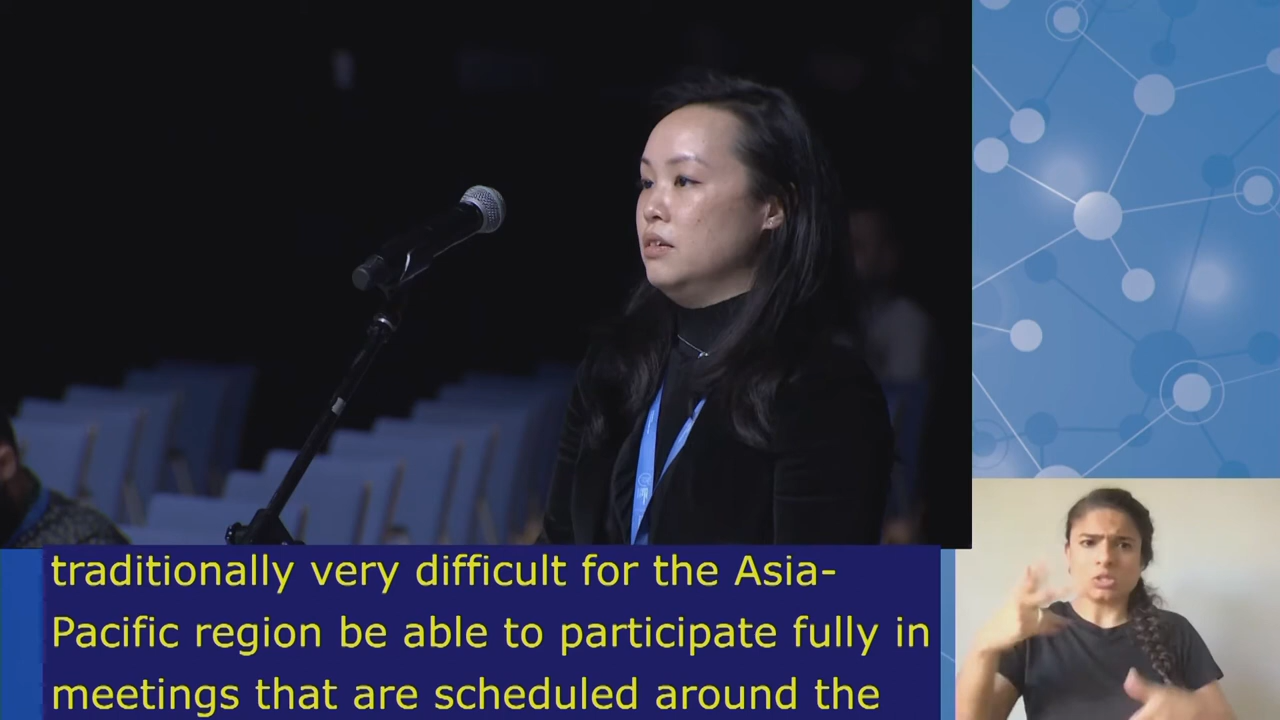 traditionally very difficult for the Asia-
Pacific region be able to participate fully in
meetings that are scheduled around the